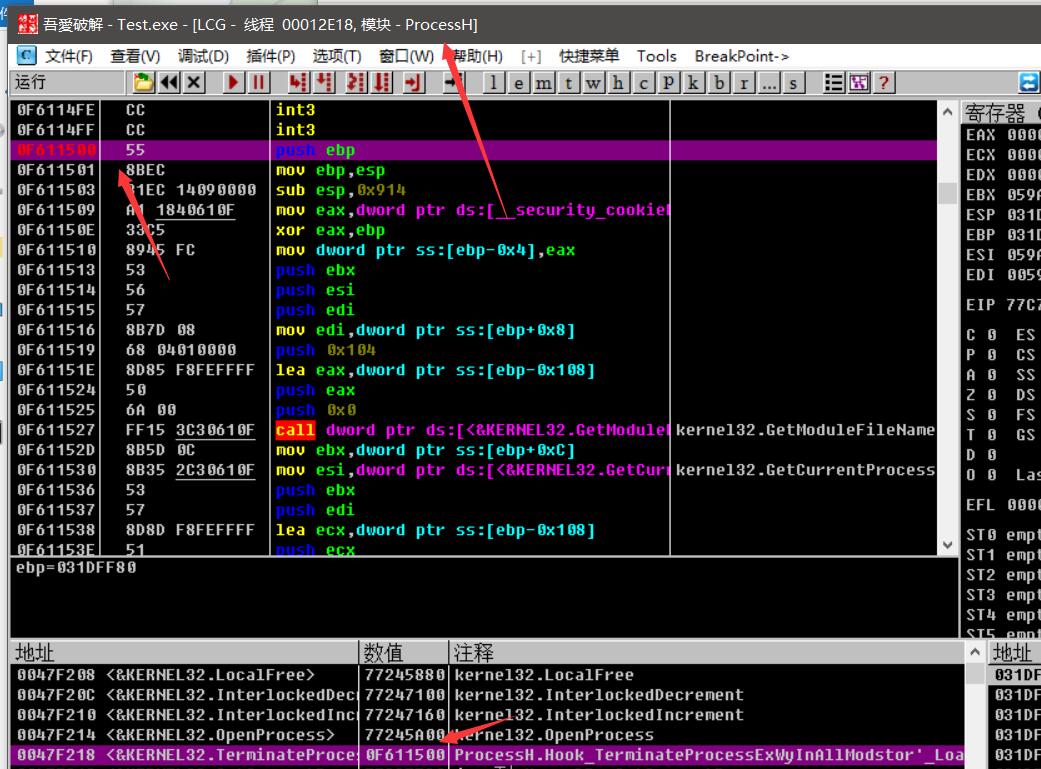 吾愛破解 - Test.exe - [LCG - 线程 00012E18, 模块 - ProcessH]
文件(F) 查看(V) 调试(D) 插件(P) 选项(T) 窗口(W) 帮助(H) [+] 快捷菜单 Tools BreakPoint->
运行 l e m t w h c p k b r ... s ?
0F6114FE CC int3
0F6114FF CC int3
0F611500 55 push ebp
0F611501 8BEC mov ebp,esp
0F611503 81EC 14090000 sub esp,0x914
0F611509 A1 1840610F mov eax,dword ptr ds:[__security_cookie
0F61150E 33C5 xor eax,ebp
0F611510 8945 FC mov dword ptr ss:[ebp-0x4],eax
0F611513 53 push ebx
0F611514 56 push esi
0F611515 57 push edi
0F611516 8B7D 08 mov edi,dword ptr ss:[ebp+0x8]
0F611519 68 04010000 push 0x104
0F61151E 8D85 F8FEFFFF lea eax,dword ptr ss:[ebp-0x108]
0F611524 50 push eax
0F611525 6A 00 push 0x0
0F611527 FF15 3C30610F call dword ptr ds:[<&KERNEL32.GetModule kernel32.GetModuleFileName
0F61152D 8B5D 0C mov ebx,dword ptr ss:[ebp+0xC]
0F611530 8B35 2C30610F mov esi,dword ptr ds:[<&KERNEL32.GetCur kernel32.GetCurrentProcess
0F611536 53 push ebx
0F611537 57 push edi
0F611538 8D8D F8FEFFFF lea ecx,dword ptr ss:[ebp-0x108]
0F61153E 51 push ecx
ebp=031DFF80
寄存器
EAX 0000
ECX 0000
EDX 0000
EBX 059A
ESP 031D
EBP 031D
ESI 059A
EDI 0059
EIP 77C7
C 0 ES
P 0 CS
A 0 SS
Z 0 DS
S 0 FS
T 0 GS
D 0
O 0 Las
EFL 0000
ST0 empt
ST1 empt
ST2 empt
ST3 empt
ST4 empt
ST5 empt
地址 数值 注释
0047F208 <&KERNEL32.LocalFree> 77245880 kernel32.LocalFree
0047F20C <&KERNEL32.InterlockedDecr 77247100 kernel32.InterlockedDecrement
0047F210 <&KERNEL32.InterlockedInc 77247160 kernel32.InterlockedIncrement
0047F214 <&KERNEL32.OpenProcess> 77245A00 kernel32.OpenProcess
0047F218 <&KERNEL32.TerminateProce 0F611500 ProcessH.Hook_TerminateProcessExWyInAllModstor'_Loa
地址
031DF
031DF
031DF
031DF
031DF